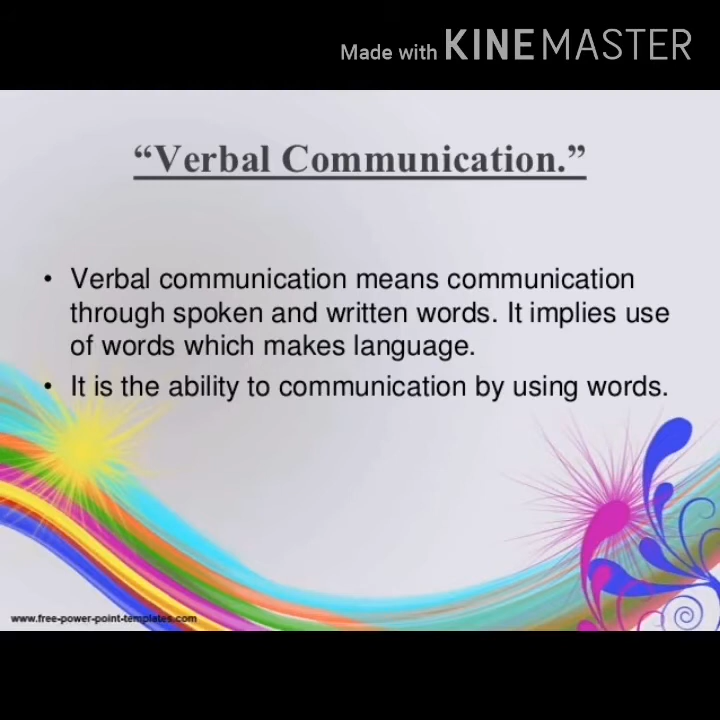 Made with KINEMASTER
“Verbal Communication.”
• Verbal communication means communication
through spoken and written words. It implies use
of words which makes language.
• It is the ability to communication by using words.
www.free-power-point-templates.com